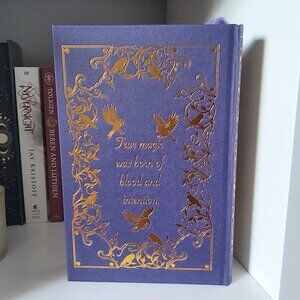 NEVERNIGHT
JAY KRISTOFF
TOLKIEN
BEREN AND LÚTHIEN
True magic
was born of
blood and
intention.